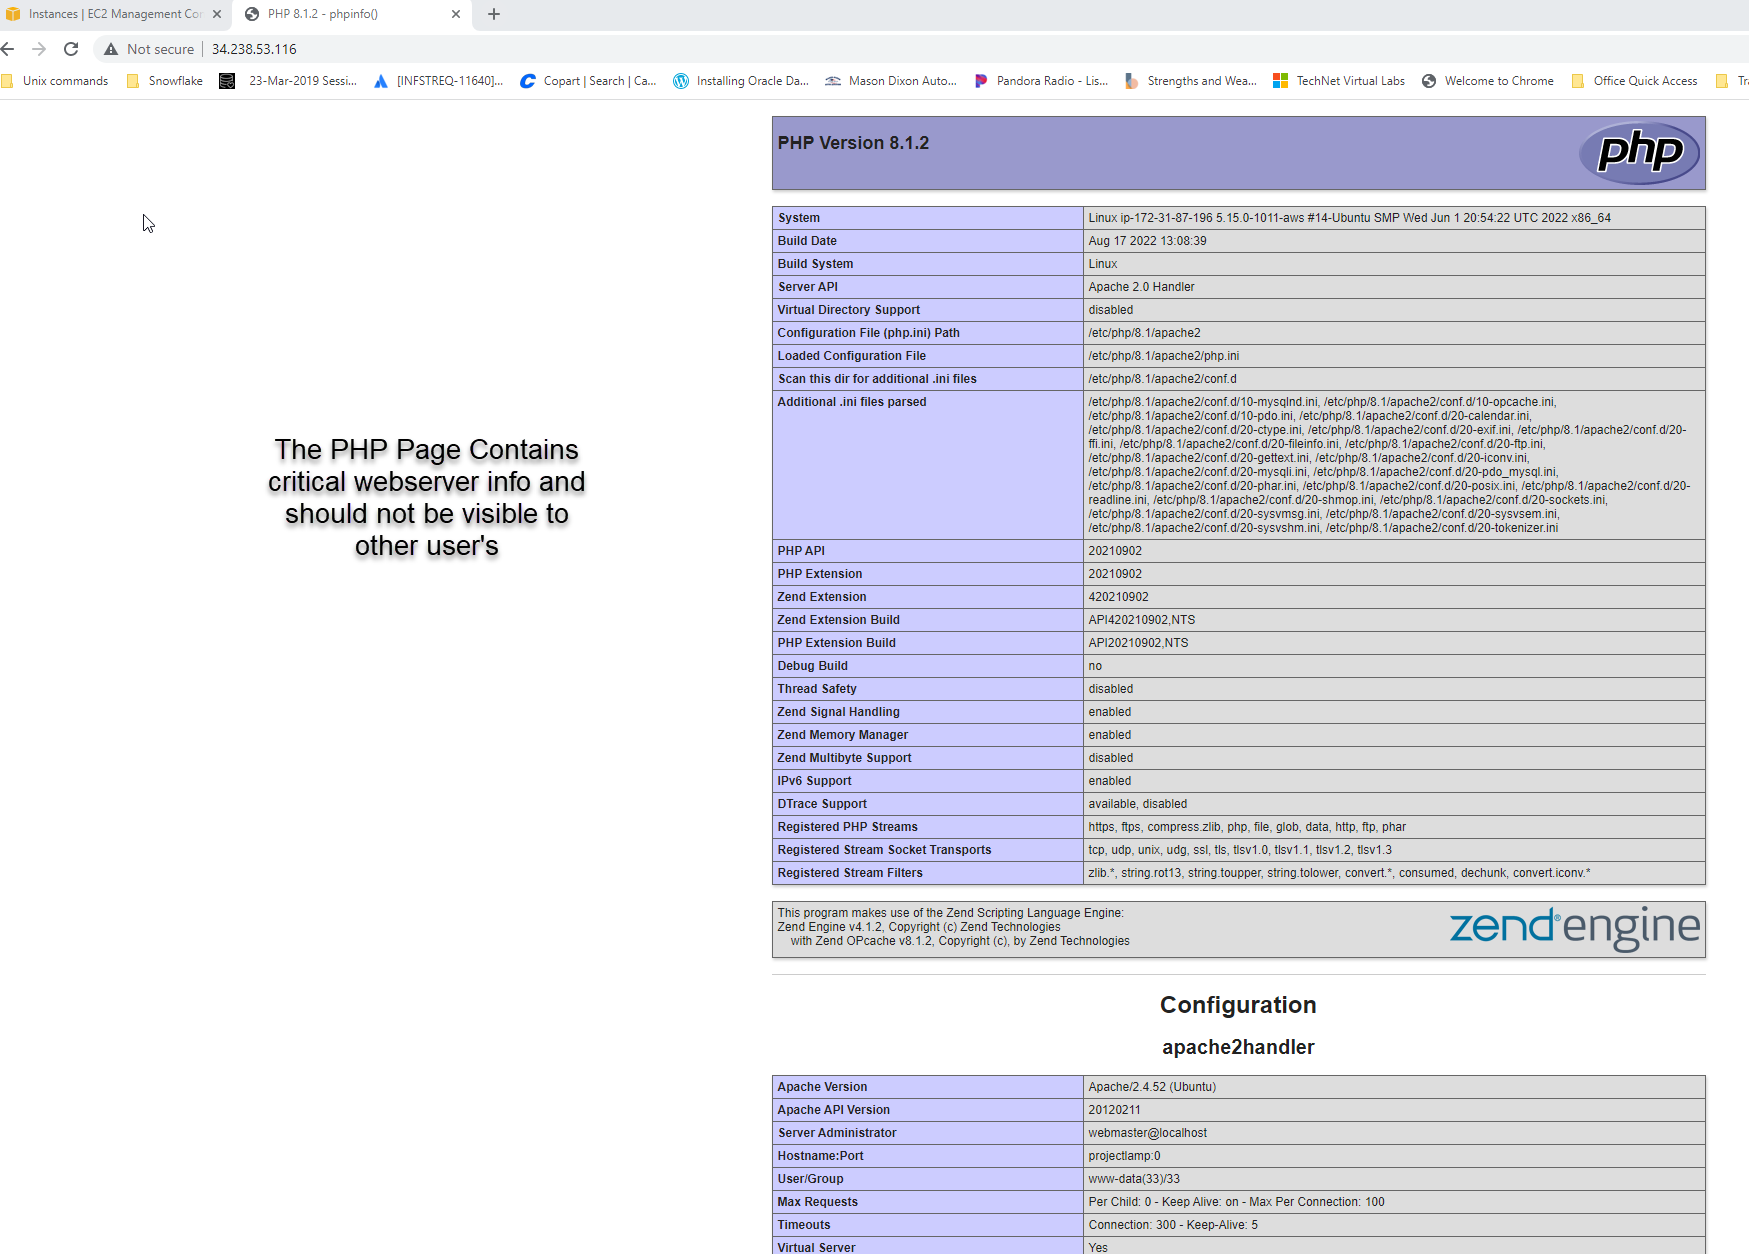 Instances | EC2 Management Con
PHP 8.1.2 - phpinfo()
Not secure
34.238.53.116
Unix commands
Snowflake
23-Mar-2019 Sessi...
[INFSTREQ-11640]...
Copart | Search | Ca...
Installing Oracle Da...
Mason Dixon Auto...
Pandora Radio - Lis...
Strengths and Wea...
TechNet Virtual Labs
Welcome to Chrome
Office Quick Access
Tra
The PHP Page Contains
critical webserver info and
should not be visible to
other user's
PHP Version 8.1.2
php
System Linux ip-172-31-87-196 5.15.0-1011-aws #14-Ubuntu SMP Wed Jun 1 20:54:22 UTC 2022 x86_64
Build Date Aug 17 2022 13:08:39
Build System Linux
Server API Apache 2.0 Handler
Virtual Directory Support disabled
Configuration File (php.ini) Path /etc/php/8.1/apache2
Loaded Configuration File /etc/php/8.1/apache2/php.ini
Scan this dir for additional .ini files /etc/php/8.1/apache2/conf.d
Additional .ini files parsed /etc/php/8.1/apache2/conf.d/10-mysqlnd.ini, /etc/php/8.1/apache2/conf.d/10-opcache.ini,
/etc/php/8.1/apache2/conf.d/10-pdo.ini, /etc/php/8.1/apache2/conf.d/20-calendar.ini,
/etc/php/8.1/apache2/conf.d/20-ctype.ini, /etc/php/8.1/apache2/conf.d/20-exif.ini, /etc/php/8.1/apache2/conf.d/20-
ffi.ini, /etc/php/8.1/apache2/conf.d/20-fileinfo.ini, /etc/php/8.1/apache2/conf.d/20-ftp.ini,
/etc/php/8.1/apache2/conf.d/20-gettext.ini, /etc/php/8.1/apache2/conf.d/20-iconv.ini,
/etc/php/8.1/apache2/conf.d/20-mysqli.ini, /etc/php/8.1/apache2/conf.d/20-pdo_mysql.ini,
/etc/php/8.1/apache2/conf.d/20-phar.ini, /etc/php/8.1/apache2/conf.d/20-posix.ini, /etc/php/8.1/apache2/conf.d/20-
readline.ini, /etc/php/8.1/apache2/conf.d/20-shmop.ini, /etc/php/8.1/apache2/conf.d/20-sockets.ini,
/etc/php/8.1/apache2/conf.d/20-sysvmsg.ini, /etc/php/8.1/apache2/conf.d/20-sysvsem.ini,
/etc/php/8.1/apache2/conf.d/20-sysvshm.ini, /etc/php/8.1/apache2/conf.d/20-tokenizer.ini
PHP API 20210902
PHP Extension 20210902
Zend Extension 420210902
Zend Extension Build API420210902,NTS
PHP Extension Build API20210902,NTS
Debug Build no
Thread Safety disabled
Zend Signal Handling enabled
Zend Memory Manager enabled
Zend Multibyte Support disabled
IPv6 Support enabled
DTrace Support available, disabled
Registered PHP Streams https, ftps, compress.zlib, php, file, glob, data, http, ftp, phar
Registered Stream Socket Transports tcp, udp, unix, udg, ssl, tls, tlsv1.0, tlsv1.1, tlsv1.2, tlsv1.3
Registered Stream Filters zlib.*, string.rot13, string.toupper, string.tolower, convert.*, consumed, dechunk, convert.iconv.*
This program makes use of the Zend Scripting Language Engine:
Zend Engine v4.1.2, Copyright (c) Zend Technologies
with Zend OPcache v8.1.2, Copyright (c), by Zend Technologies
zend® engine
Configuration
apache2handler
Apache Version Apache/2.4.52 (Ubuntu)
Apache API Version 20120211
Server Administrator webmaster@localhost
Hostname:Port projectlamp:0
User/Group www-data(33)/33
Max Requests Per Child: 0 - Keep Alive: on - Max Per Connection: 100
Timeouts Connection: 300 - Keep-Alive: 5
Virtual Server Yes